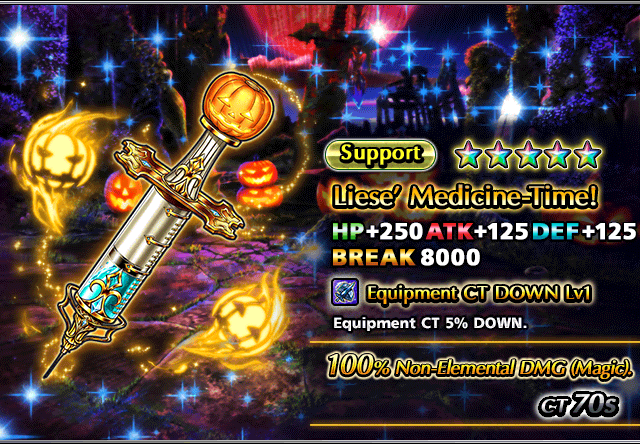 Support
Liese' Medicine-Time!
HP+250 ATK+125 DEF+125
BREAK 8000
Equipment CT DOWN Lv1
Equipment CT 5% DOWN.
100% Non-Elemental DMG (Magic).
CT 70s